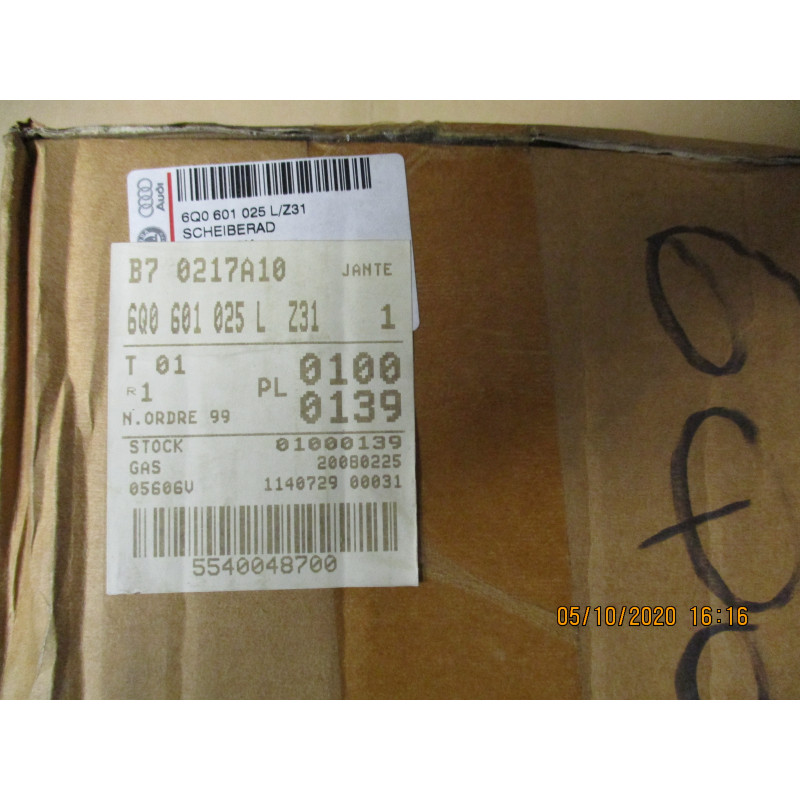 Audi
6Q0 601 025 L/Z31
SCHEIBERAD
B7 0217A10 JANTE
6Q0 601 025 L Z31 1
T 01
R 1
PL 0100
0139
N.ORDRE 99
STOCK 01000139
GAS 20080225
05606V 1140729 00031
5540048700
05/10/2020 16:16